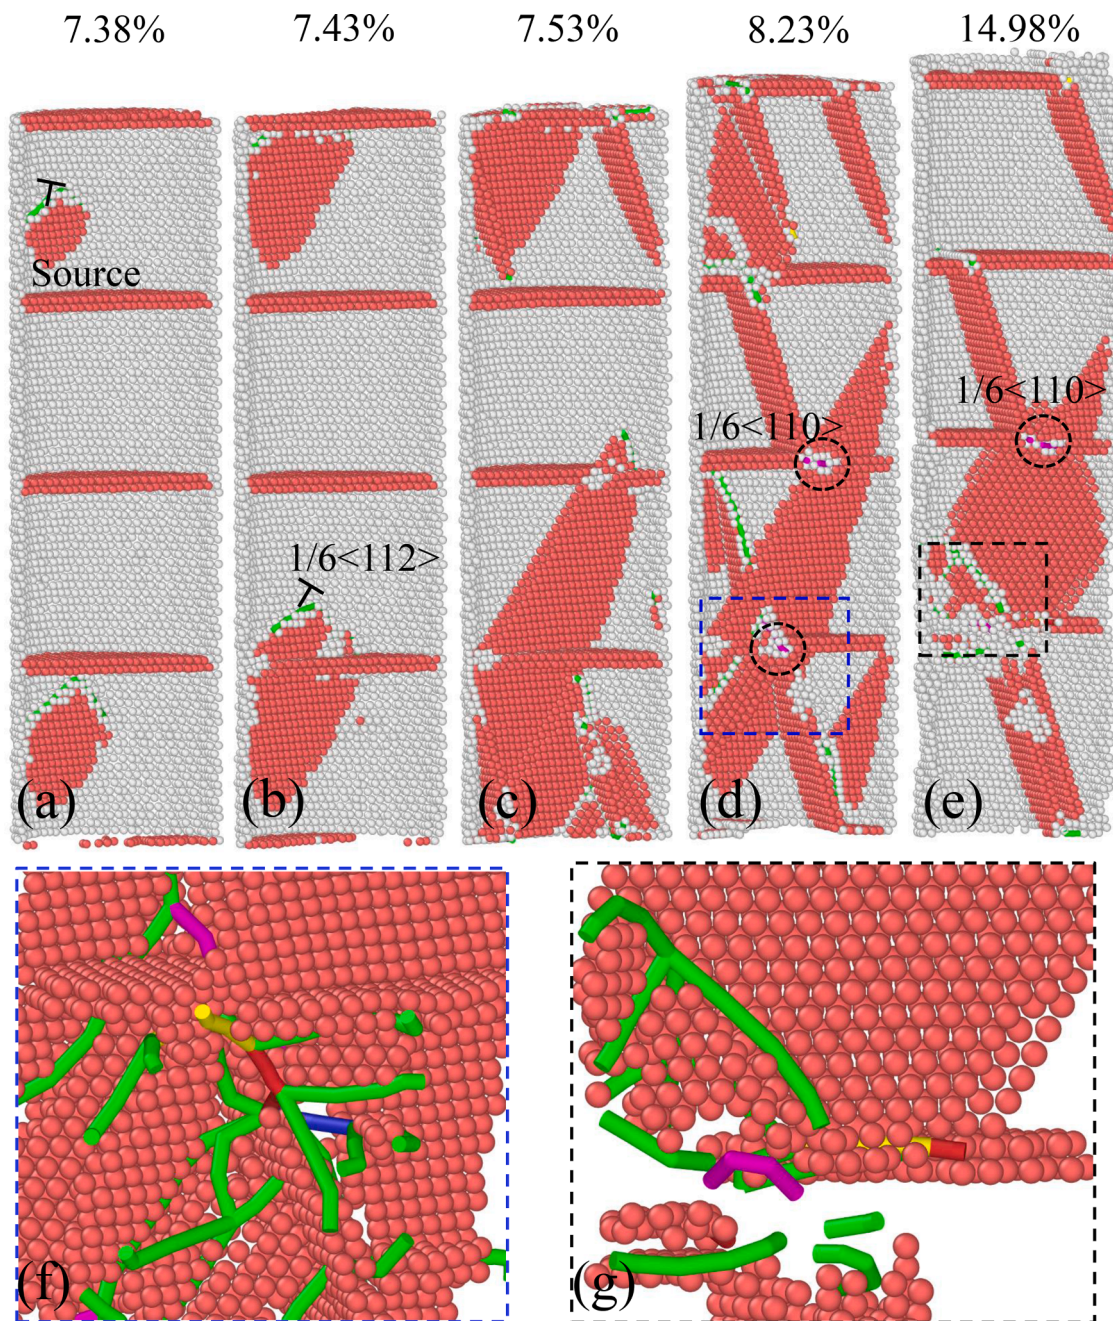 7.38% 7.43% 7.53% 8.23% 14.98%
Source
1/6<110>
1/6<110>
1/6<112>
(a) (b) (c) (d) (e)
(f) (g)